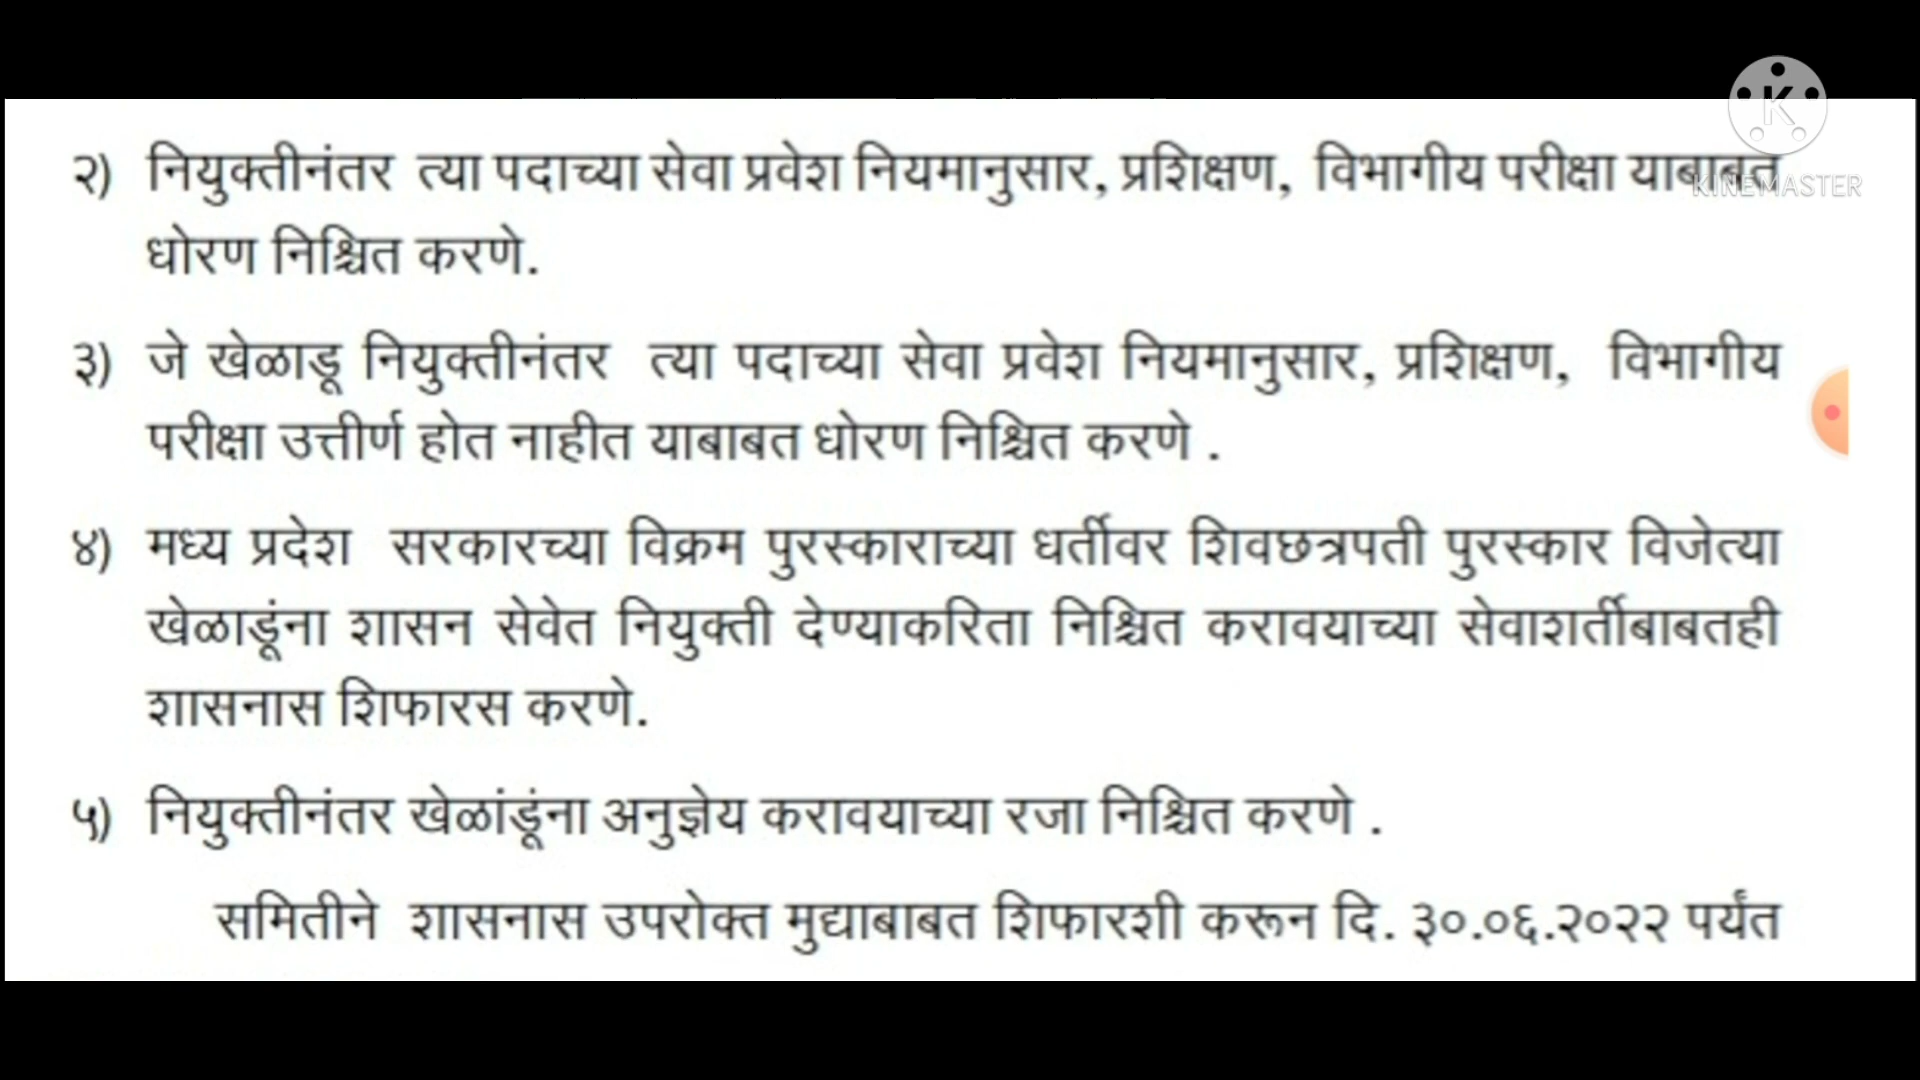 २) नियुक्तीनंतर त्या पदाच्या सेवा प्रवेश नियमानुसार, प्रशिक्षण, विभागीय परीक्षा याबाबत
धोरण निश्चित करणे.
३) जे खेळाडू नियुक्तीनंतर त्या पदाच्या सेवा प्रवेश नियमानुसार, प्रशिक्षण, विभागीय
परीक्षा उत्तीर्ण होत नाहीत याबाबत धोरण निश्चित करणे .
४) मध्य प्रदेश सरकारच्या विक्रम पुरस्काराच्या धर्तीवर शिवछत्रपती पुरस्कार विजेत्या
खेळाडूंना शासन सेवेत नियुक्ती देण्याकरिता निश्चित करावयाच्या सेवाशर्तीबाबतही
शासनास शिफारस करणे.
५) नियुक्तीनंतर खेळांडूंना अनुज्ञेय करावयाच्या रजा निश्चित करणे .
समितीने शासनास उपरोक्त मुद्याबाबत शिफारशी करून दि. ३०.०६.२०२२ पर्यंत
K
KINEMASTER